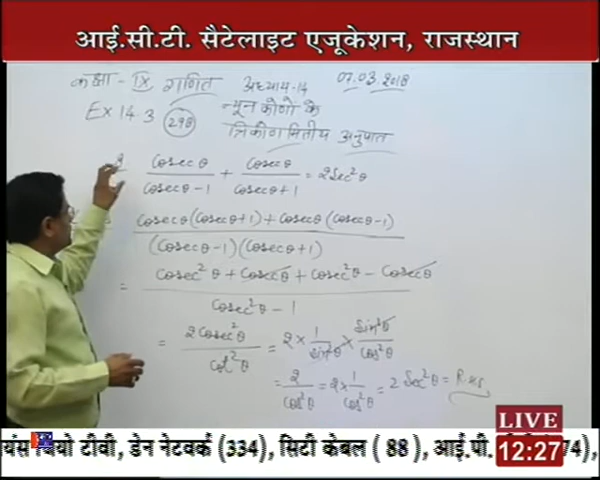 आई.सी.टी. सैटेलाइट एजूकेशन, राजस्थान
कक्षा - IX गणित अध्याय-14 07.03.2018
Ex 14.3 298 न्यून कोणों के
त्रिकोणमितीय अनुपात
cosecθ/(cosecθ-1) + cosecθ/(cosecθ+1) = 2sec²θ
cosecθ(cosecθ+1) + cosecθ(cosecθ-1)
(cosecθ-1)(cosecθ+1)
= cosec²θ + cosecθ + cosec²θ - cosecθ
cosec²θ - 1
= 2cosec²θ/cot²θ = 2 × 1/sin²θ × sin²θ/cos²θ
= 2/cos²θ = 2 × 1/cos²θ = 2 sec²θ = R.H.S.
LIVE
टीवी, डेन नेटवर्क (334), सिटी केबल ( 88), आई.पी.
12:27